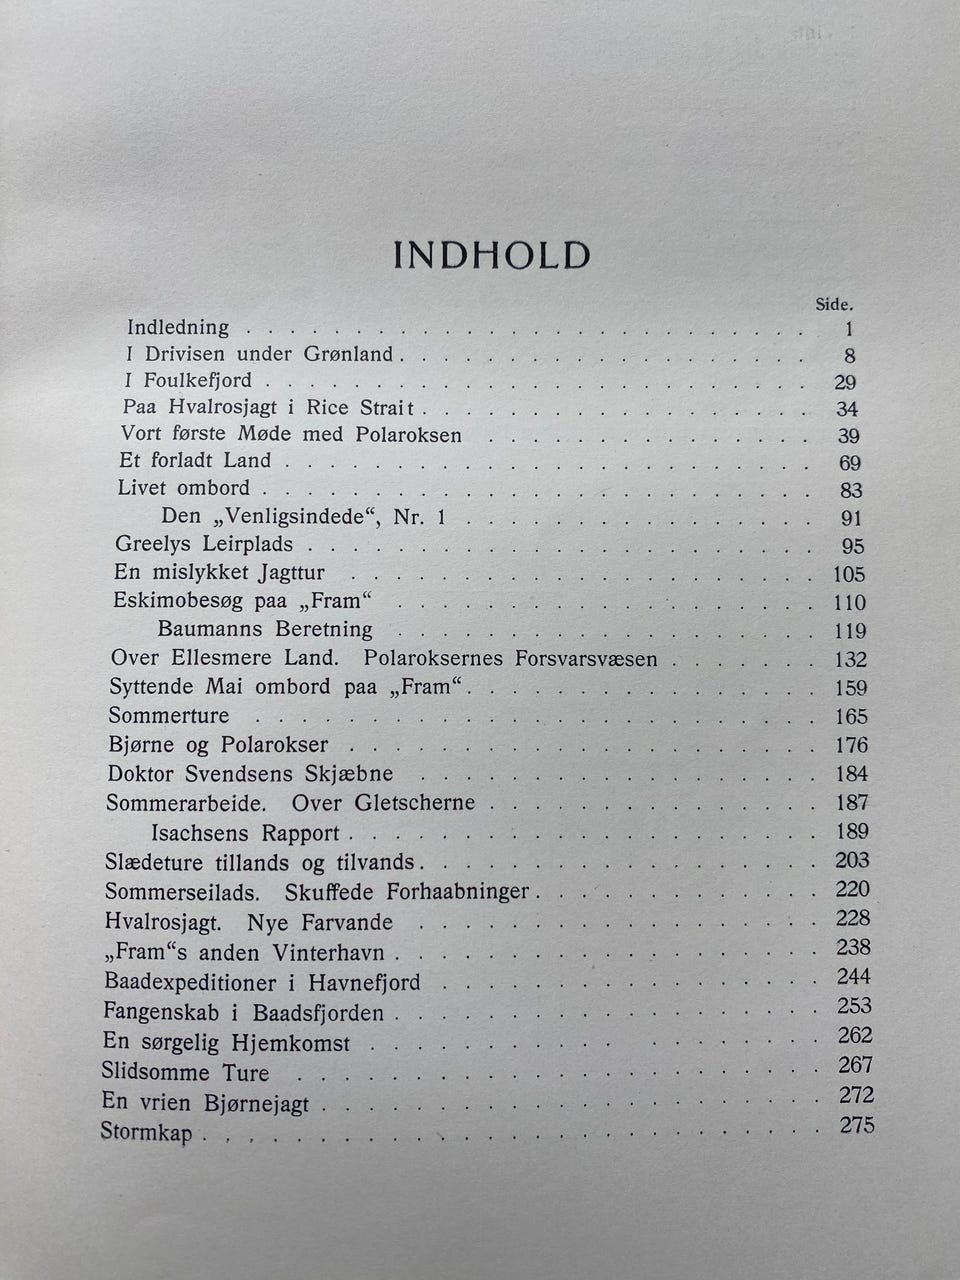 INDHOLD
Side.
Indledning . . . . . . . . . . . . . . . . . . . . . . . . . . 1
I Drivisen under Grønland . . . . . . . . . . . . . . . . . . . 8
I Foulkefjord . . . . . . . . . . . . . . . . . . . . . . . . . 29
Paa Hvalrosjagt i Rice Strait . . . . . . . . . . . . . . . . . . 34
Vort første Møde med Polaroksen . . . . . . . . . . . . . . . 39
Et forladt Land . . . . . . . . . . . . . . . . . . . . . . . . 69
Livet ombord . . . . . . . . . . . . . . . . . . . . . . . . . 83
Den „Venligsindede“, Nr. 1 . . . . . . . . . . . . . . . . 91
Greelys Leirplads . . . . . . . . . . . . . . . . . . . . . . . 95
En mislykket Jagttur . . . . . . . . . . . . . . . . . . . . . 105
Eskimobesøg paa „Fram“ . . . . . . . . . . . . . . . . . . . 110
Baumanns Beretning . . . . . . . . . . . . . . . . . . . 119
Over Ellesmere Land. Polaroksernes Forsvarsvæsen . . . . . . . 132
Syttende Mai ombord paa „Fram“ . . . . . . . . . . . . . . . . 159
Sommerture . . . . . . . . . . . . . . . . . . . . . . . . . 165
Bjørne og Polarokser . . . . . . . . . . . . . . . . . . . . . 176
Doktor Svendsens Skjæbne . . . . . . . . . . . . . . . . . . 184
Sommerarbeide. Over Gletscherne . . . . . . . . . . . . . . . 187
Isachsens Rapport . . . . . . . . . . . . . . . . . . . . . 189
Slædeture tillands og tilvands . . . . . . . . . . . . . . . . . . 203
Sommerseilads. Skuffede Forhaabninger . . . . . . . . . . . . . 220
Hvalrosjagt. Nye Farvande . . . . . . . . . . . . . . . . . . 228
„Fram“s anden Vinterhavn . . . . . . . . . . . . . . . . . . . 238
Baadexpeditioner i Havnefjord . . . . . . . . . . . . . . . . . 244
Fangenskab i Baadsfjorden . . . . . . . . . . . . . . . . . . . 253
En sørgelig Hjemkomst . . . . . . . . . . . . . . . . . . . . 262
Slidsomme Ture . . . . . . . . . . . . . . . . . . . . . . . 267
En vrien Bjørnejagt . . . . . . . . . . . . . . . . . . . . . . 272
Stormkap . . . . . . . . . . . . . . . . . . . . . . . . . . . 275